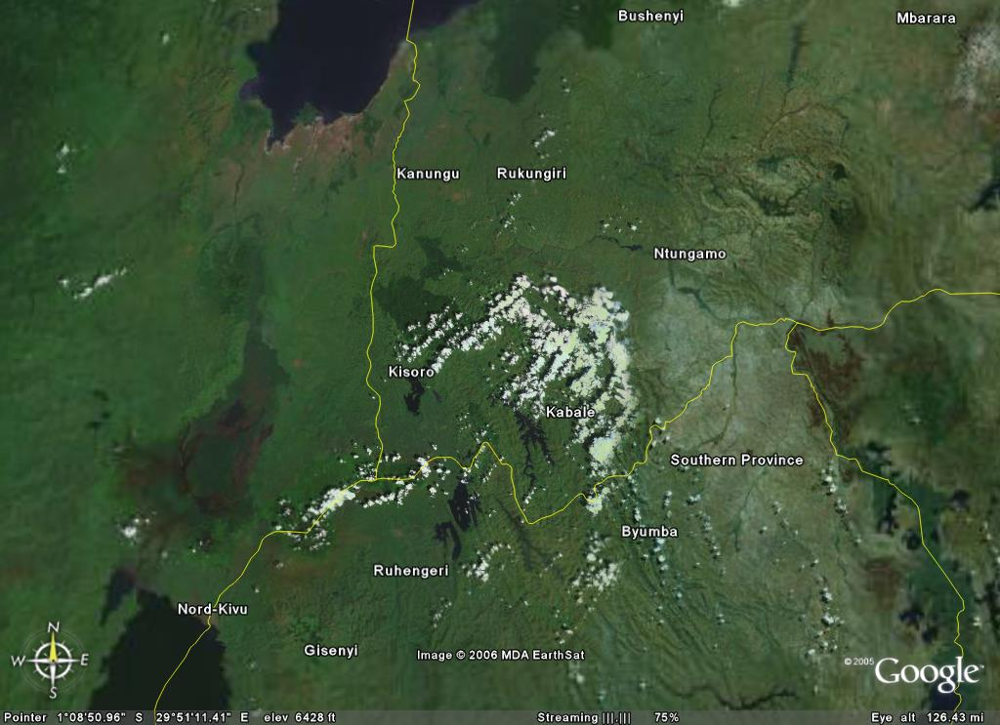 Bushenyi
Mbarara
Kanungu
Rukungiri
Ntungamo
Kisoro
Kabale
Southern Province
Byumba
Ruhengeri
Nord-Kivu
Gisenyi
N
W E
S
Image © 2006 MDA EarthSat
© 2005 Google™
Pointer 1°08'50.96" S 29°51'11.41" E elev 6428 ft Streaming |||.||| 75% Eye alt 126.43 mi